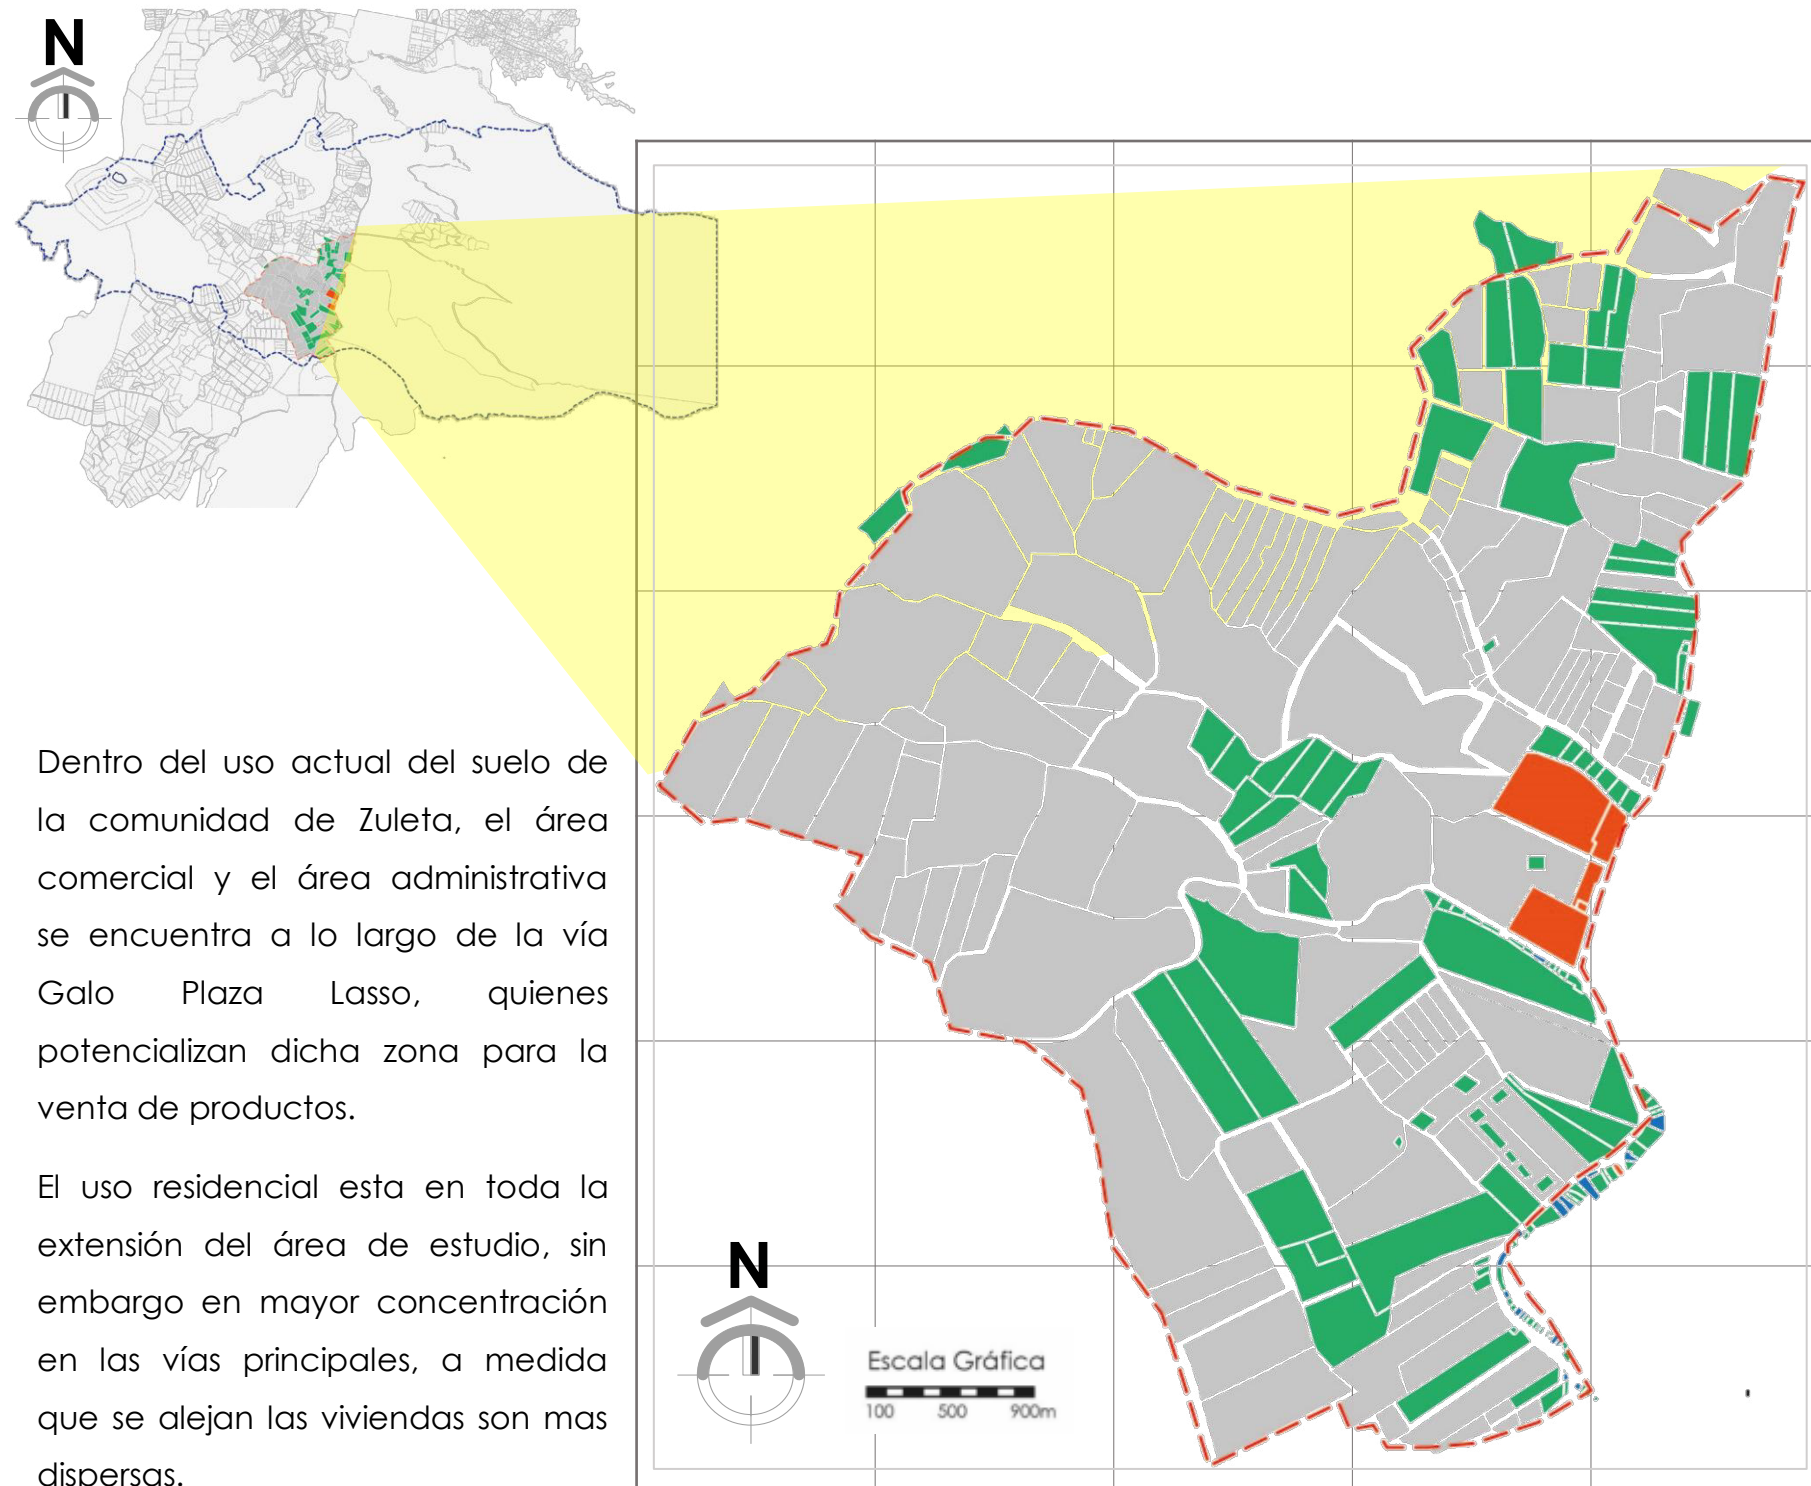 N
Dentro del uso actual del suelo de
la comunidad de Zuleta, el área
comercial y el área administrativa
se encuentra a lo largo de la vía
Galo Plaza Lasso, quienes
potencializan dicha zona para la
venta de productos.
El uso residencial esta en toda la
extensión del área de estudio, sin
embargo en mayor concentración
en las vías principales, a medida
que se alejan las viviendas son mas
dispersas.
N
Escala Gráfica
100 500 900m